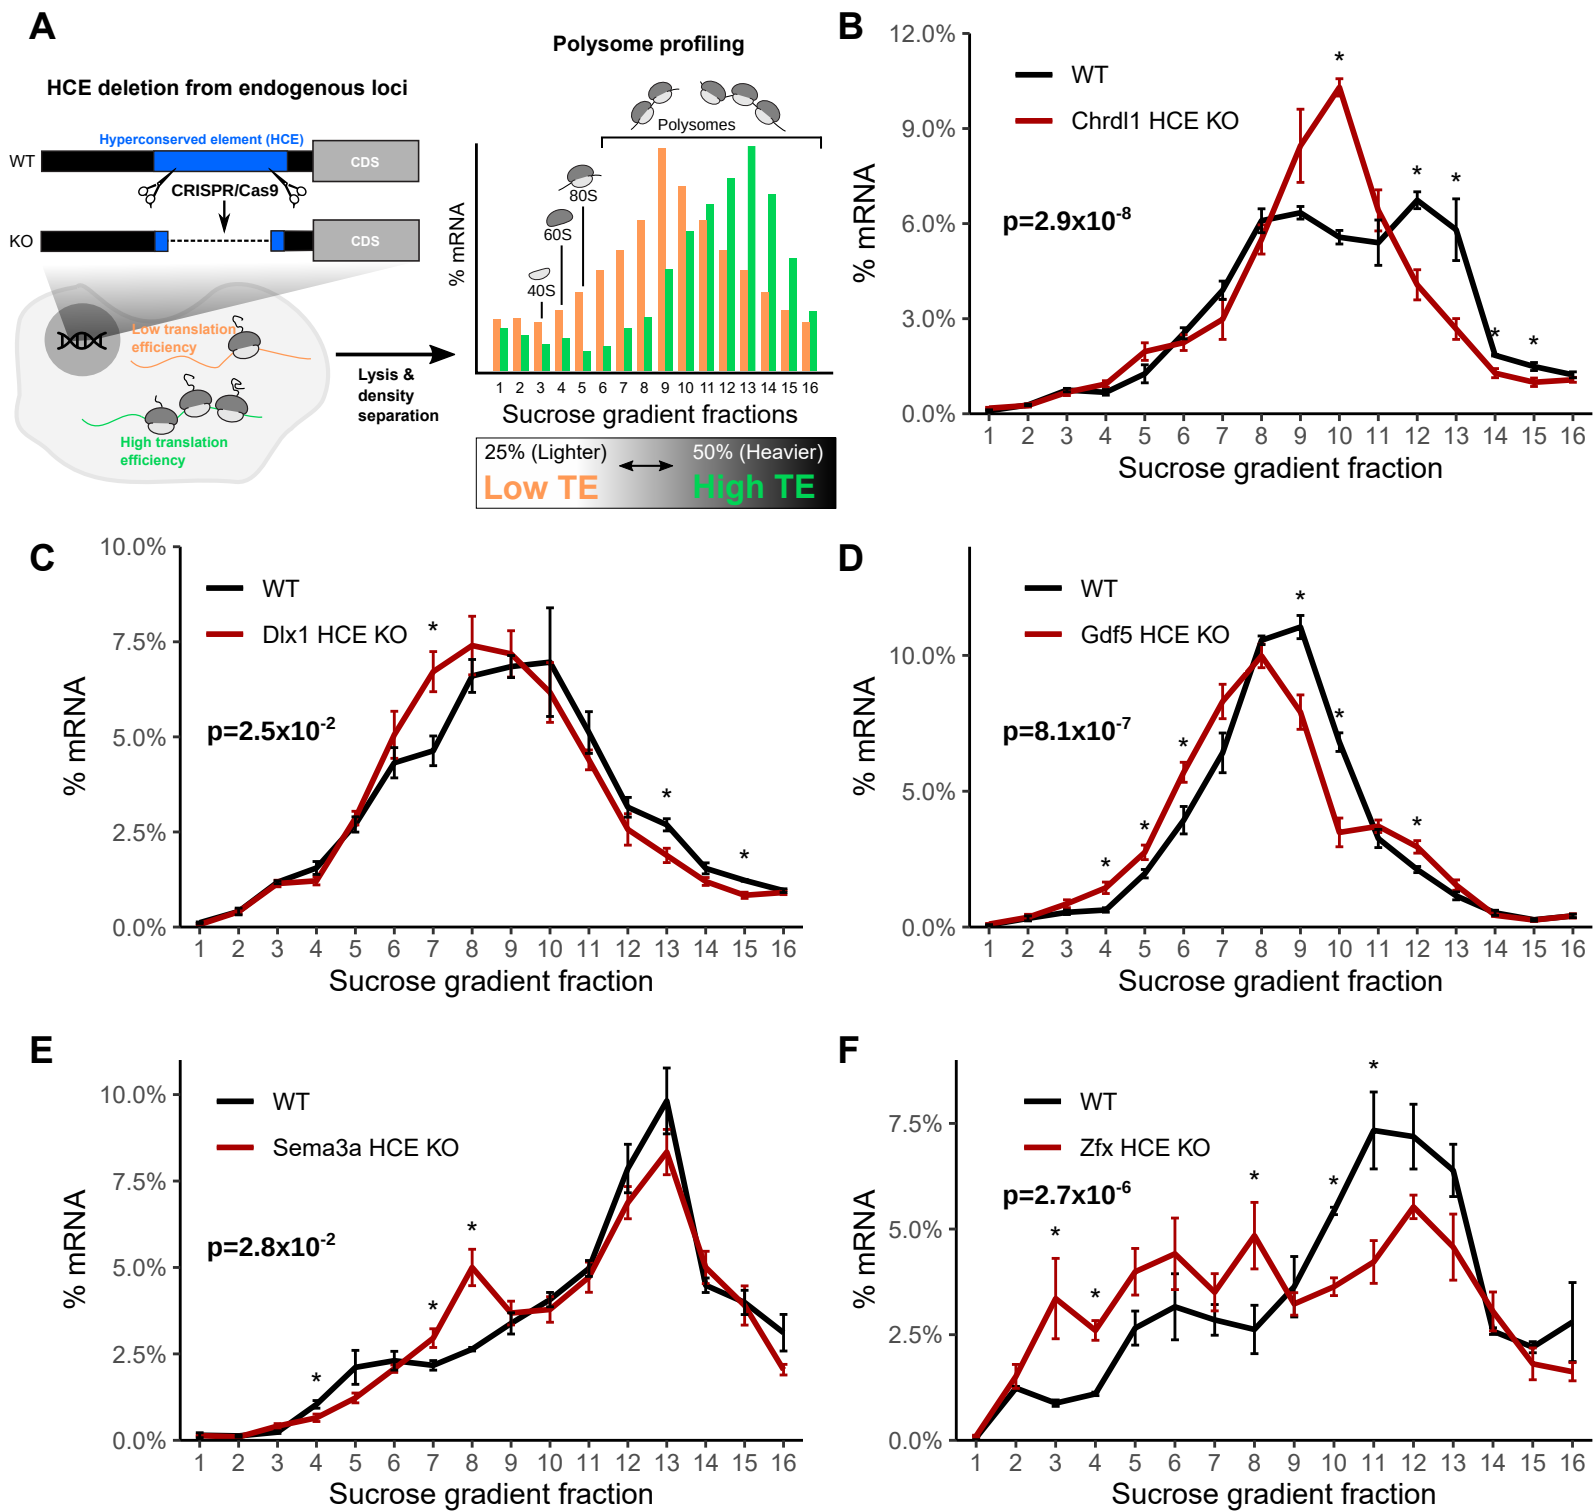 A
HCE deletion from endogenous loci
Hyperconserved element (HCE)
WT
CDS
CRISPR/Cas9
KO
CDS
Low translation
efficiency
High translation
efficiency
Lysis &
density
separation
Polysome profiling
Polysomes
80S
60S
40S
% mRNA
1 2 3 4 5 6 7 8 9 10 11 12 13 14 15 16
Sucrose gradient fractions
25% (Lighter) 50% (Heavier)
Low TE High TE
B
12.0%
9.0%
6.0%
3.0%
0.0%
% mRNA
WT
Chrdl1 HCE KO
p=2.9x10-8
*
*
*
*
*
1 2 3 4 5 6 7 8 9 10 11 12 13 14 15 16
Sucrose gradient fraction
C
10.0%
7.5%
5.0%
2.5%
0.0%
% mRNA
WT
Dlx1 HCE KO
p=2.5x10-2
*
*
*
1 2 3 4 5 6 7 8 9 10 11 12 13 14 15 16
Sucrose gradient fraction
D
10.0%
5.0%
0.0%
% mRNA
WT
Gdf5 HCE KO
p=8.1x10-7
*
*
*
*
*
*
1 2 3 4 5 6 7 8 9 10 11 12 13 14 15 16
Sucrose gradient fraction
E
10.0%
7.5%
5.0%
2.5%
0.0%
% mRNA
WT
Sema3a HCE KO
p=2.8x10-2
*
*
*
1 2 3 4 5 6 7 8 9 10 11 12 13 14 15 16
Sucrose gradient fraction
F
7.5%
5.0%
2.5%
0.0%
% mRNA
WT
Zfx HCE KO
p=2.7x10-6
*
*
*
*
*
1 2 3 4 5 6 7 8 9 10 11 12 13 14 15 16
Sucrose gradient fraction